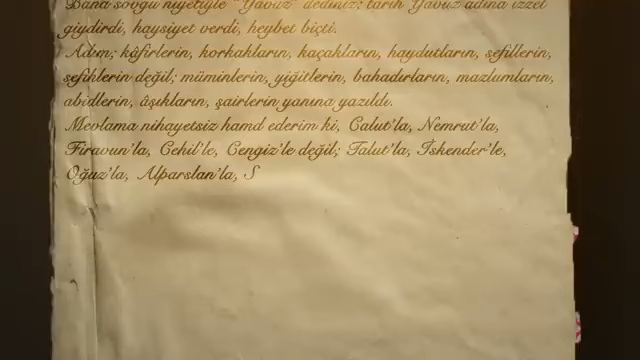 Bana sövgü niyetiyle "Yavuz" dediniz; tarih Yavuz adına izzet
giydirdi, haysiyet verdi, heybet biçti.
Adım; kâfirlerin, korkakların, kaçakların, haydutların, sefillerin,
sefihlerin değil; müminlerin, yiğitlerin, bahadırların, mazlumların,
abidlerin, âşıkların, şairlerin yanına yazıldı.
Mevlama nihayetsiz hamd ederim ki, Calut'la, Nemrut'la,
Firavun'la, Cehil'le, Cengiz'le değil; Talut'la, İskender'le,
Oğuz'la, Alparslan'la, S